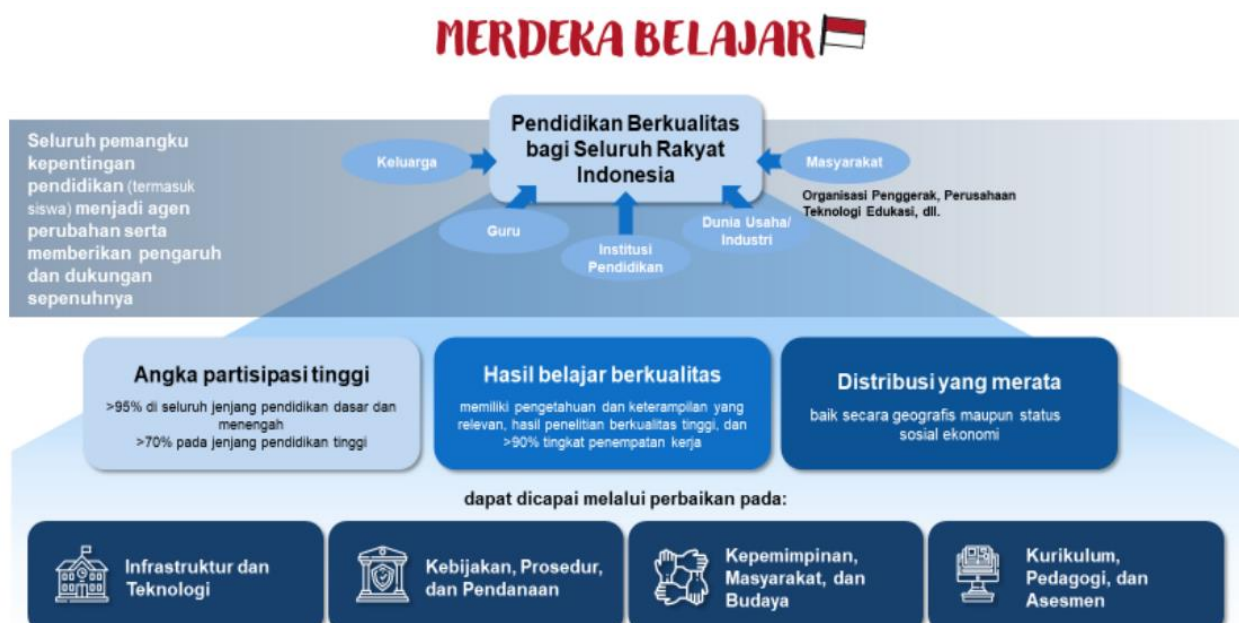 MERDEKA BELAJAR
Pendidikan Berkualitas
bagi Seluruh Rakyat
Indonesia
Seluruh pemangku
kepentingan
pendidikan (termasuk
siswa) menjadi agen
perubahan serta
memberikan pengaruh
dan dukungan
sepenuhnya
Keluarga
Guru
Institusi
Pendidikan
Dunia Usaha/
Industri
Masyarakat
Organisasi Penggerak, Perusahaan
Teknologi Edukasi, dll.
Angka partisipasi tinggi
>95% di seluruh jenjang pendidikan dasar dan
menengah
>70% pada jenjang pendidikan tinggi
Hasil belajar berkualitas
memiliki pengetahuan dan keterampilan yang
relevan, hasil penelitian berkualitas tinggi, dan
>90% tingkat penempatan kerja
Distribusi yang merata
baik secara geografis maupun status
sosial ekonomi
dapat dicapai melalui perbaikan pada:
Infrastruktur dan
Teknologi
Kebijakan, Prosedur,
dan Pendanaan
Kepemimpinan,
Masyarakat, dan
Budaya
Kurikulum,
Pedagogi, dan
Asesmen